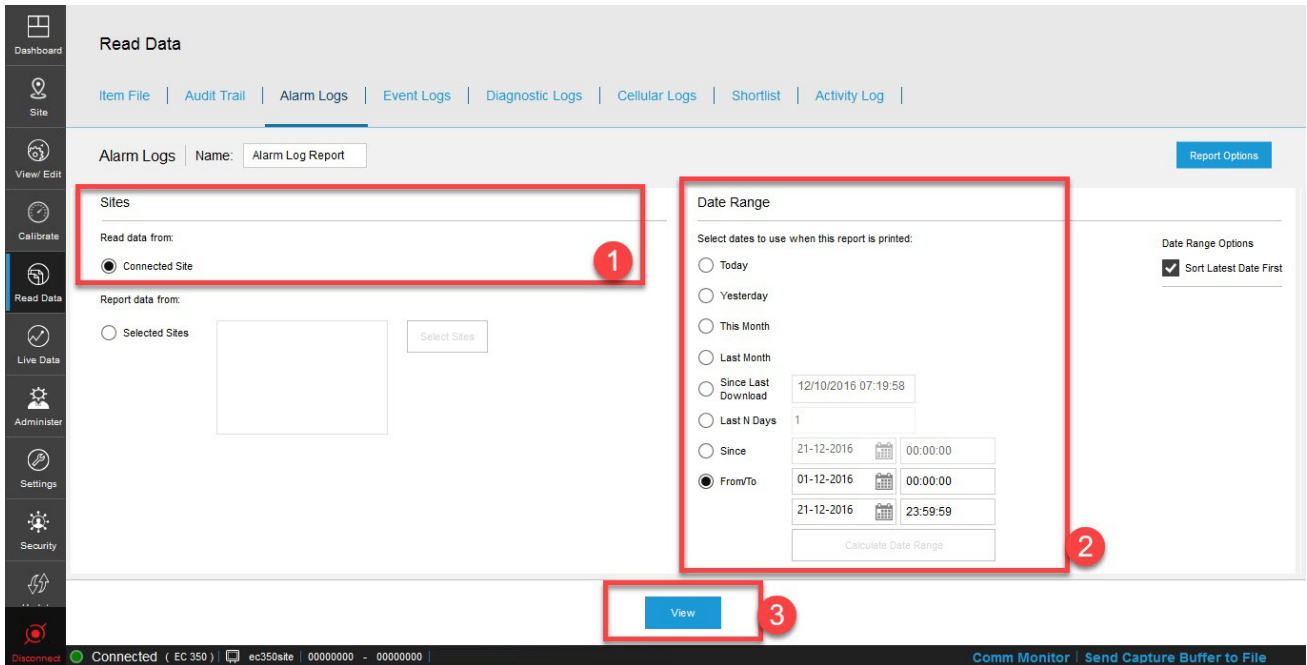 Dashboard
Site
View/ Edit
Calibrate
Read Data
Live Data
Administer
Settings
Security
Disconnect
Read Data
Item File | Audit Trail | Alarm Logs | Event Logs | Diagnostic Logs | Cellular Logs | Shortlist | Activity Log |
Alarm Logs | Name: Alarm Log Report
Report Options
Sites
Read data from:
Connected Site
1
Report data from:
Selected Sites
Select Sites
Date Range
Select dates to use when this report is printed:
Today
Yesterday
This Month
Last Month
Since Last
Download
12/10/2016 07:19:58
Last N Days 1
Since 21-12-2016 00:00:00
From/To 01-12-2016 00:00:00
21-12-2016 23:59:59
Calculate Date Range
2
Date Range Options
Sort Latest Date First
View
3
Connected ( EC 350 ) | ec350site | 00000000 - 00000000 |
Comm Monitor | Send Capture Buffer to File